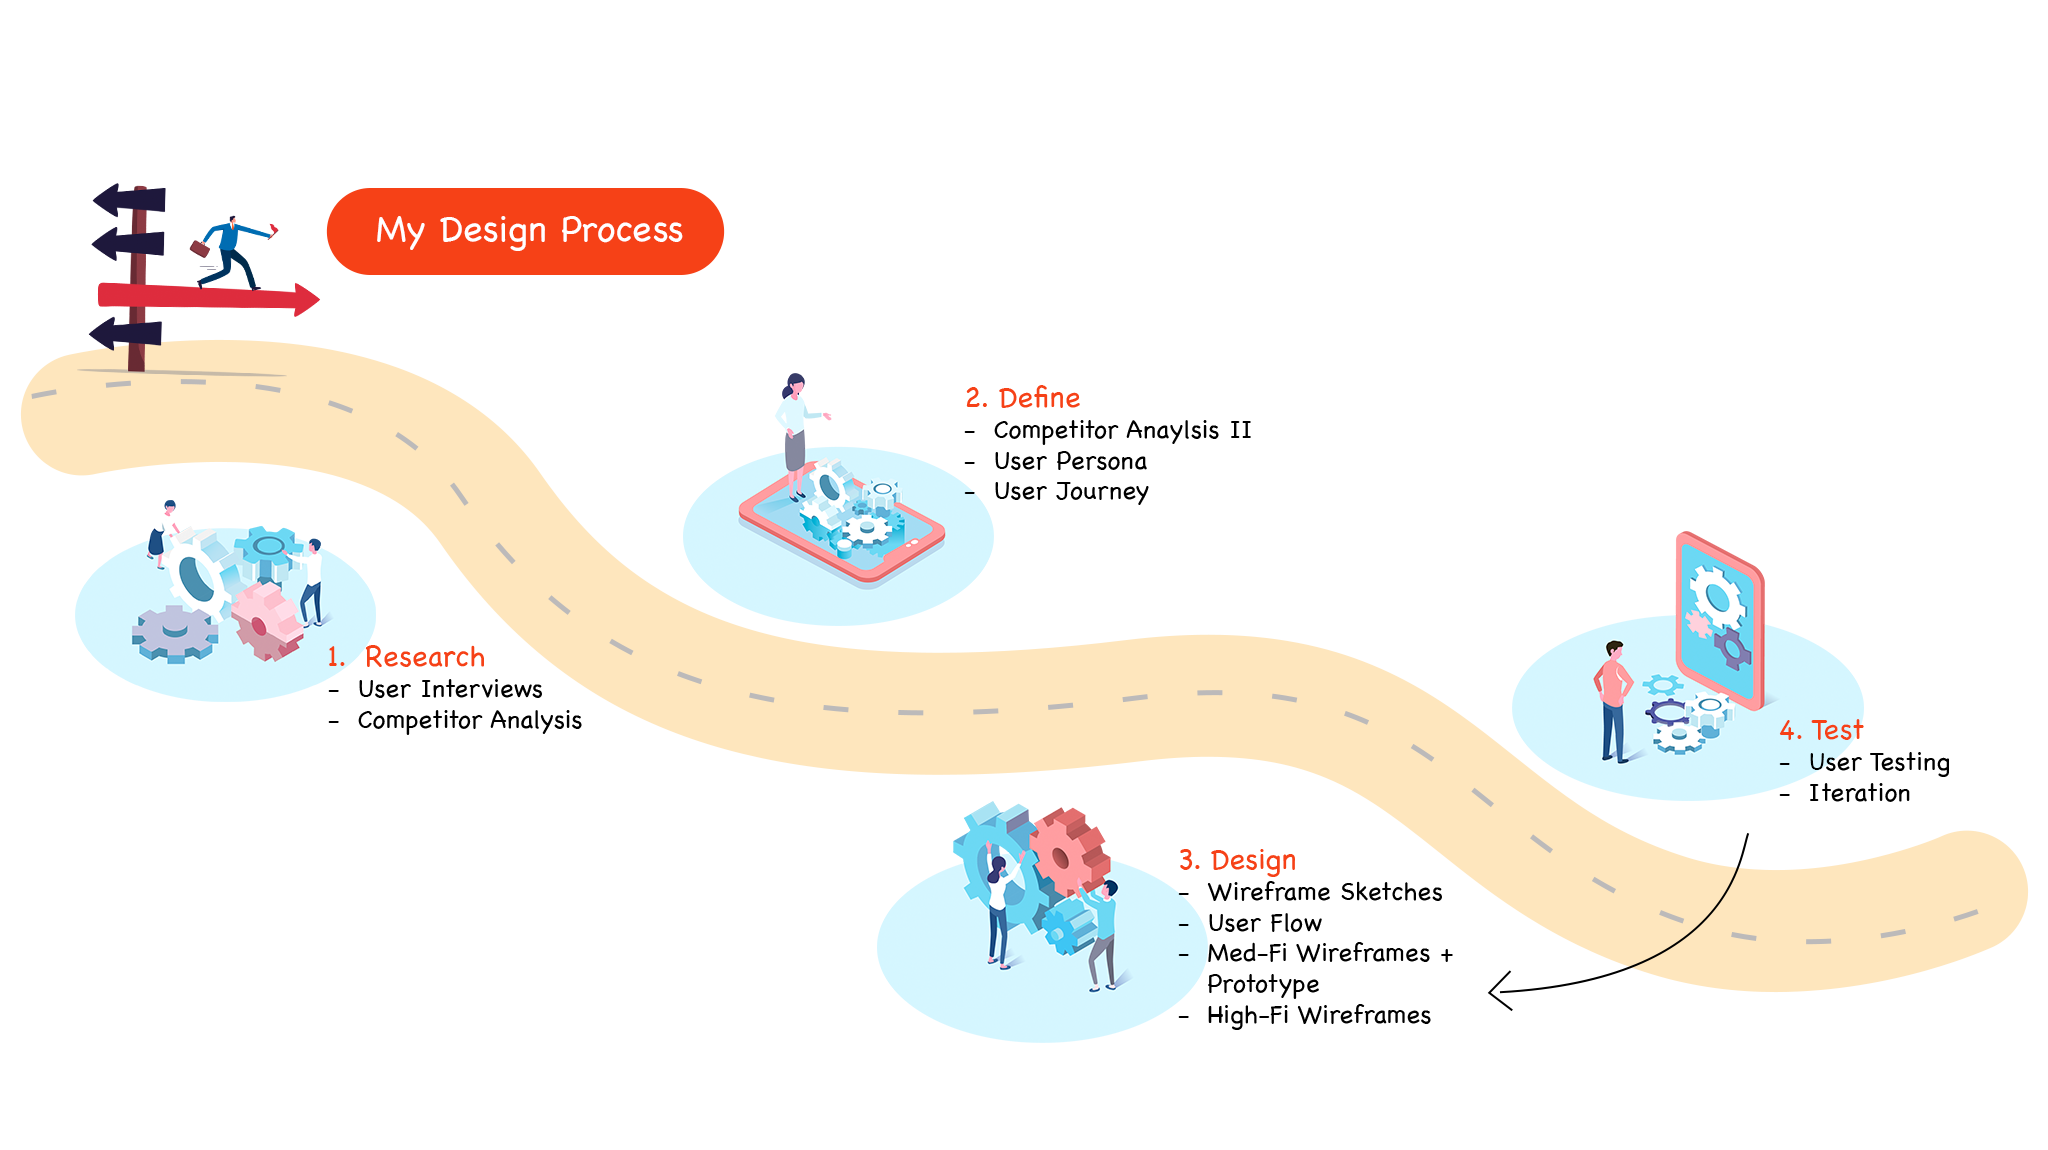 My Design Process
1. Research
- User Interviews
- Competitor Analysis
2. Define
- Competitor Anaylsis II
- User Persona
- User Journey
3. Design
- Wireframe Sketches
- User Flow
- Med-Fi Wireframes +
Prototype
- High-Fi Wireframes
4. Test
- User Testing
- Iteration